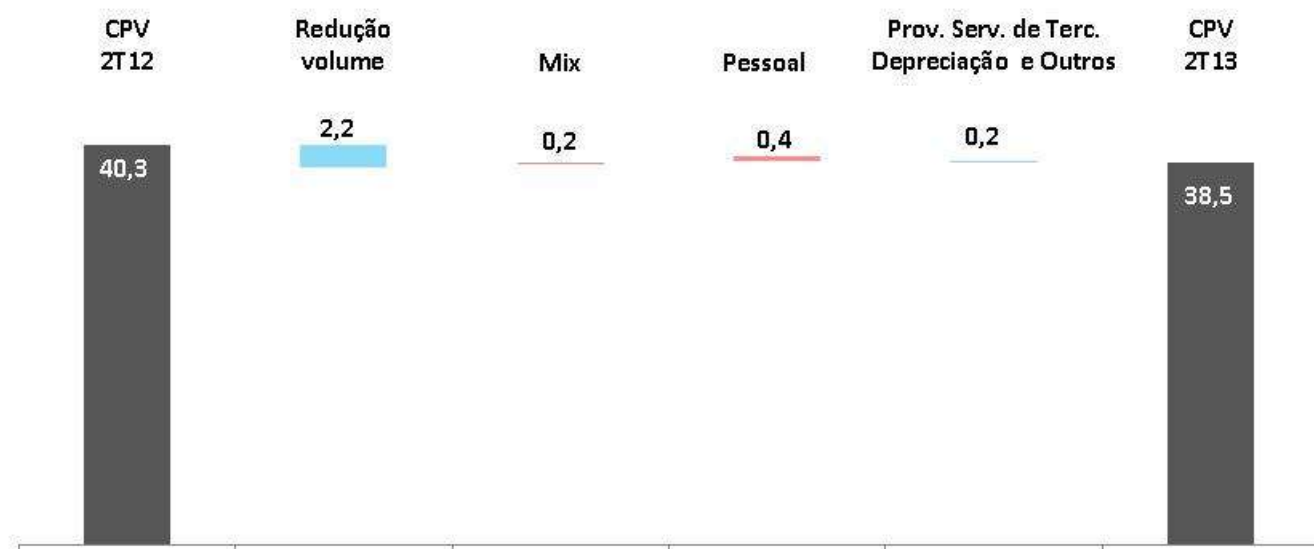 CPV
2T12
Redução
volume
Mix
Pessoal
Prov. Serv. de Terc.
Depreciação e Outros
CPV
2T13
40,3
2,2
0,2
0,4
0,2
38,5